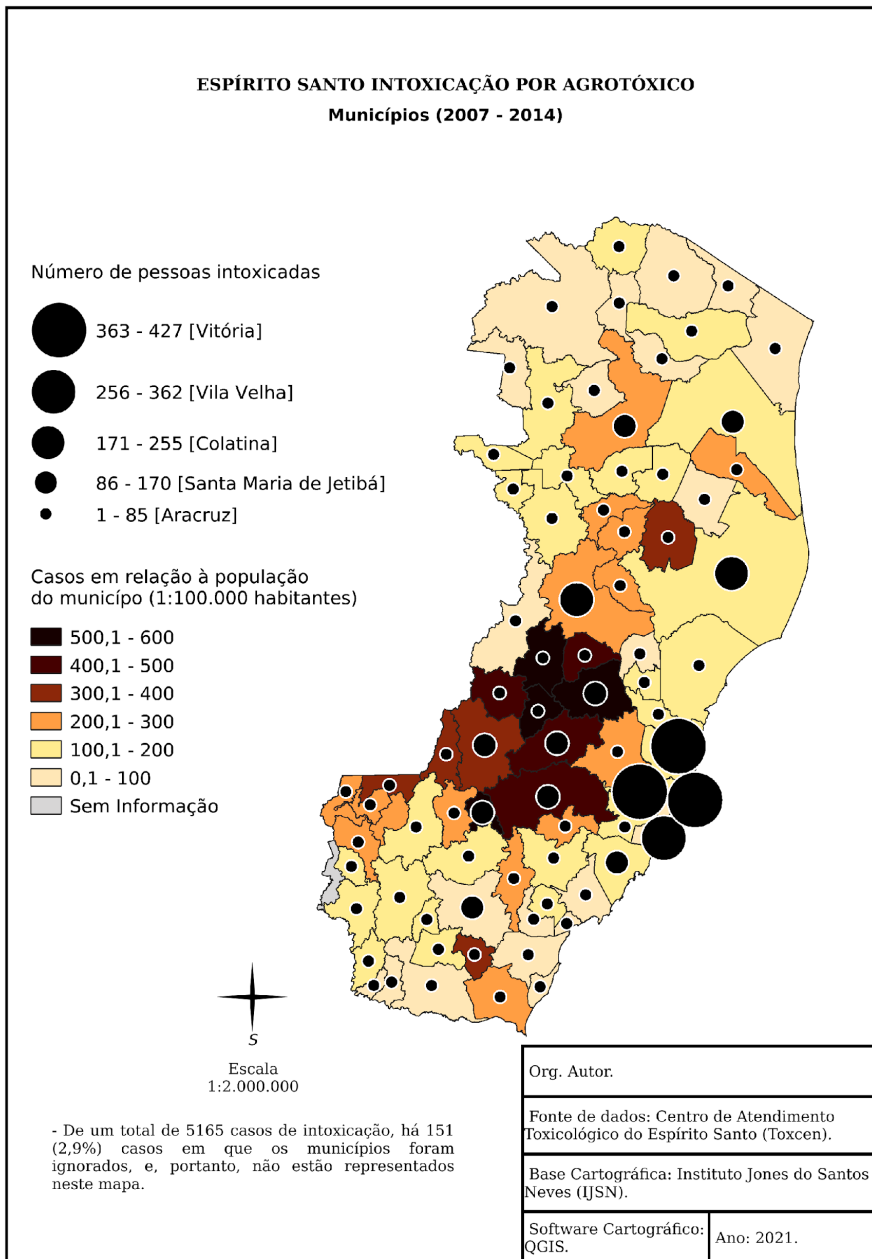 ESPÍRITO SANTO INTOXICAÇÃO POR AGROTÓXICO
Municípios (2007 - 2014)
Número de pessoas intoxicadas
363 - 427 [Vitória]
256 - 362 [Vila Velha]
171 - 255 [Colatina]
86 - 170 [Santa Maria de Jetibá]
1 - 85 [Aracruz]
Casos em relação à população
do municípo (1:100.000 habitantes)
500,1 - 600
400,1 - 500
300,1 - 400
200,1 - 300
100,1 - 200
0,1 - 100
Sem Informação
S
Escala
1:2.000.000
- De um total de 5165 casos de intoxicação, há 151
(2,9%) casos em que os municípios foram
ignorados, e, portanto, não estão representados
neste mapa.
Org. Autor.
Fonte de dados: Centro de Atendimento
Toxicológico do Espírito Santo (Toxcen).
Base Cartográfica: Instituto Jones do Santos
Neves (IJSN).
Software Cartográfico:
QGIS.
Ano: 2021.